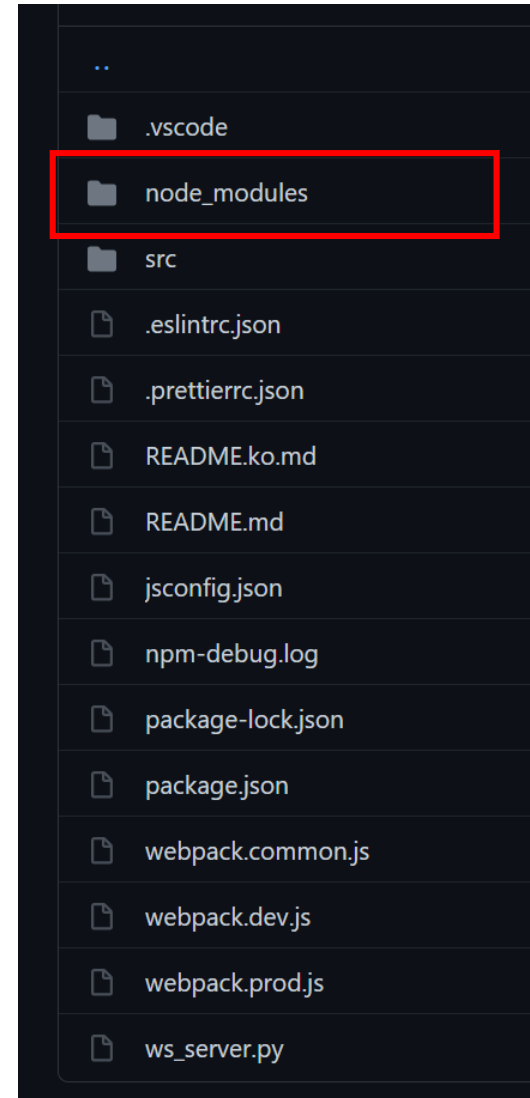 ..
.vscode
node_modules
src
.eslintrc.json
.prettierrc.json
README.ko.md
README.md
jsconfig.json
npm-debug.log
package-lock.json
package.json
webpack.common.js
webpack.dev.js
webpack.prod.js
ws_server.py